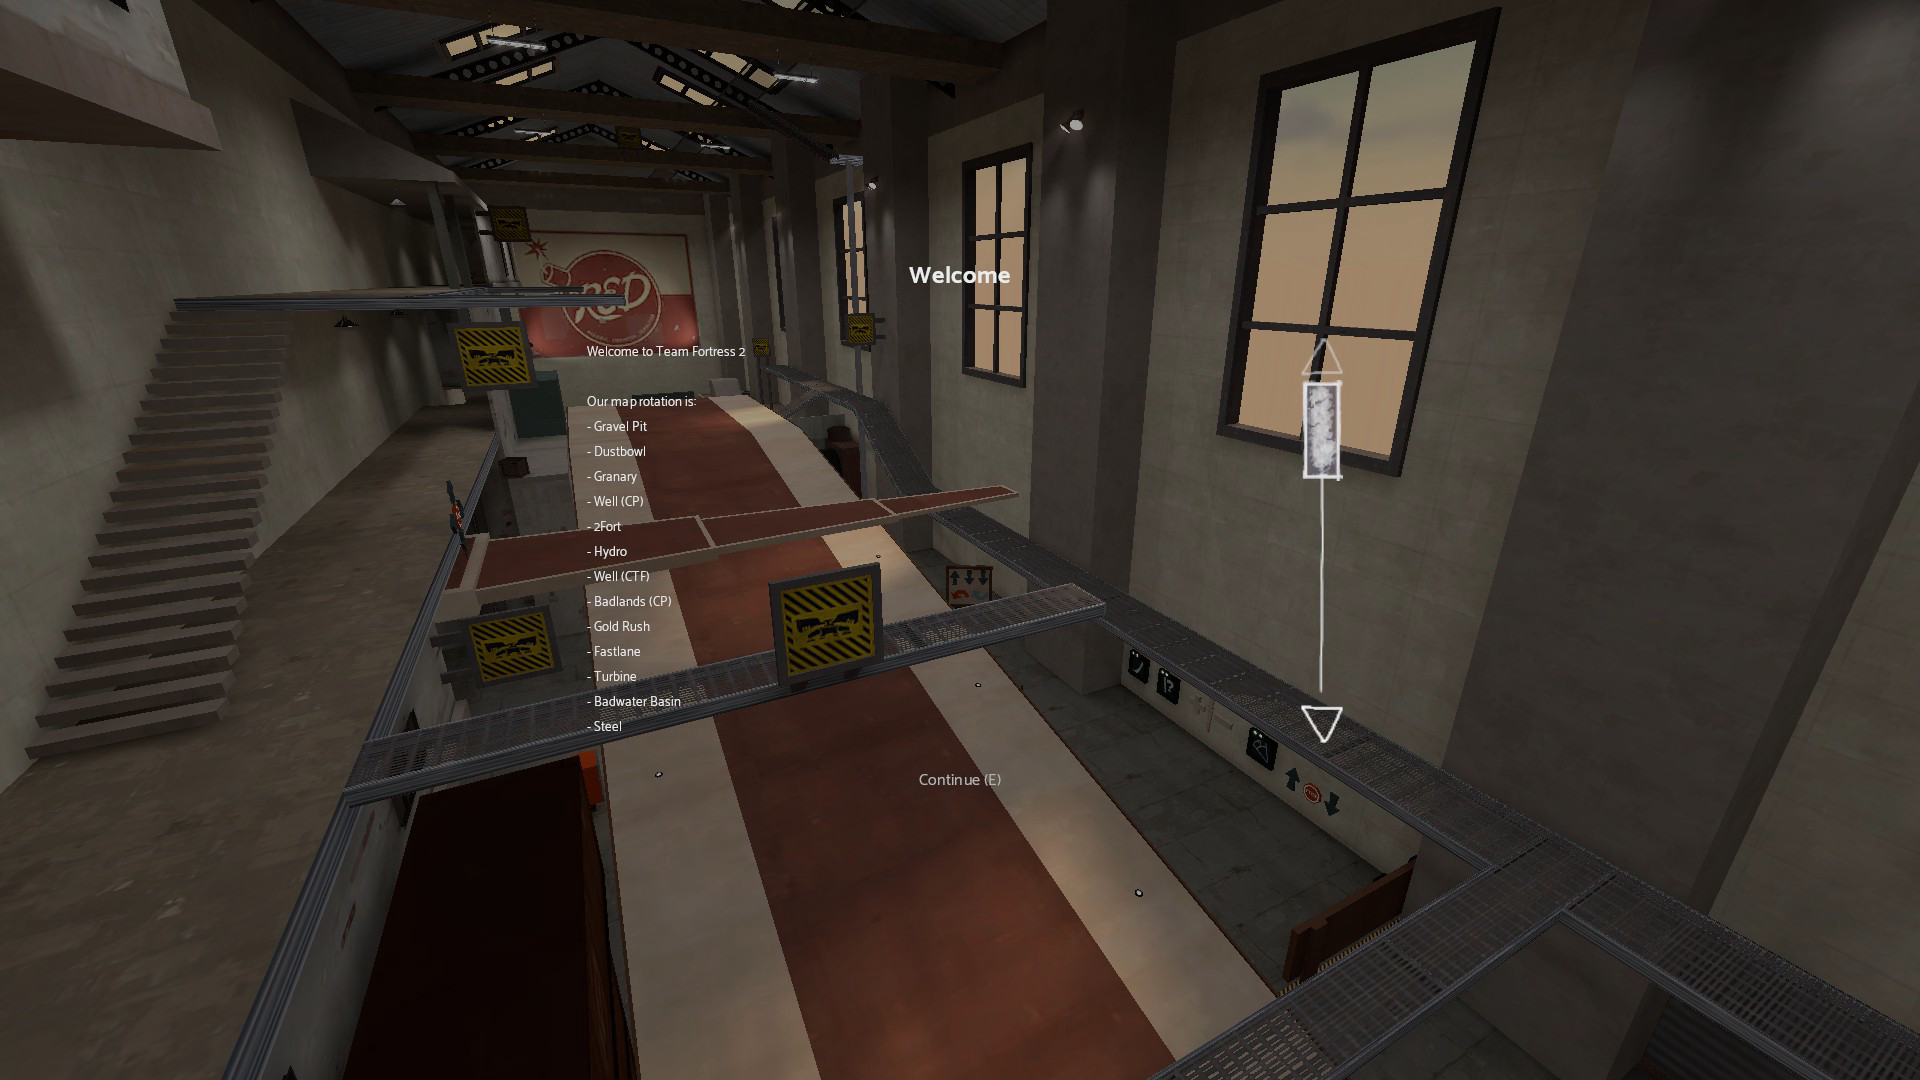 Welcome
RED
Welcome to Team Fortress 2
Our map rotation is:
- Gravel Pit
- Dustbowl
- Granary
- Well (CP)
- 2Fort
- Hydro
- Well (CTF)
- Badlands (CP)
- Gold Rush
- Fastlane
- Turbine
- Badwater Basin
- Steel
Continue (E)